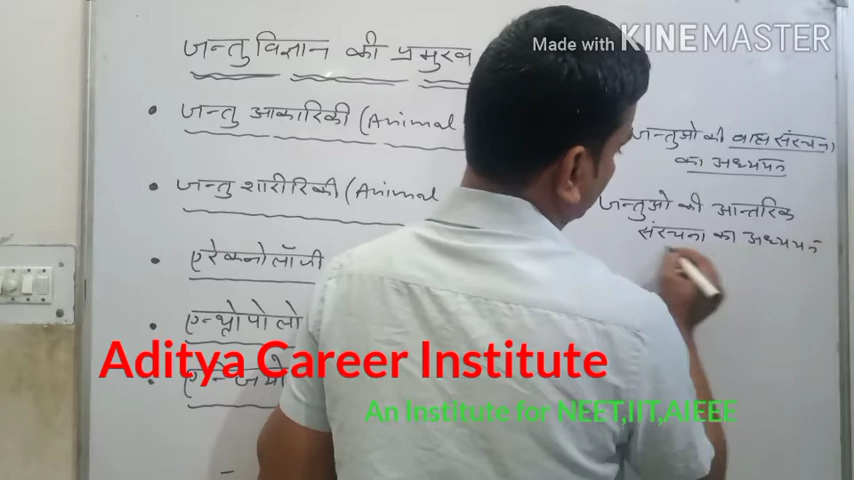 Made with KINEMASTER
जन्तु विज्ञान की प्रमुख
• जन्तु आकारिकी (Animal
जन्तुओ की बाह्य संरचना
का अध्ययन
• जन्तु शारीरिकी (Animal
जन्तुओ की आन्तरिक
संरचना का अध्ययन
• एरेक्नोलॉजी
• एन्थ्रोपोलो
Aditya Career Institute
An Institute for NEET,IIT,AIEEE